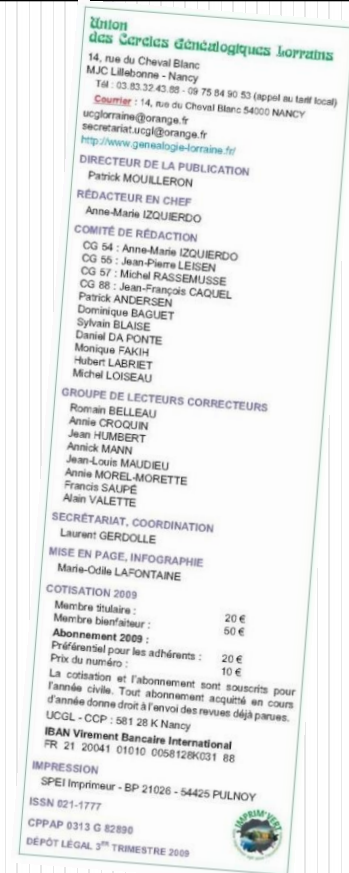 Union
des Cercles Généalogiques Lorrains
14, rue du Cheval Blanc
MJC Lillebonne - Nancy
Tél : 03.83.32.43.88 - 09 75 84 90 53 (appel au tarif local)
Courrier : 14, rue du Cheval Blanc 54000 NANCY
ucglorraine@orange.fr
secretariat.ucgl@orange.fr
http://www.genealogie-lorraine.fr/
DIRECTEUR DE LA PUBLICATION
Patrick MOUILLERON
RÉDACTEUR EN CHEF
Anne-Marie IZQUIERDO
COMITÉ DE RÉDACTION
CG 54 : Anne-Marie IZQUIERDO
CG 55 : Jean-Pierre LEISEN
CG 57 : Michel RASSEMUSSE
CG 88 : Jean-François CAQUEL
Patrick ANDERSEN
Dominique BAGUET
Sylvain BLAISE
Daniel DA PONTE
Monique FAKIH
Hubert LABRIET
Michel LOISEAU
GROUPE DE LECTEURS CORRECTEURS
Romain BELLEAU
Annie CROQUIN
Jean HUMBERT
Annick MANN
Jean-Louis MAUDIEU
Annie MOREL-MORETTE
Francis SAUPÉ
Alain VALETTE
SECRÉTARIAT, COORDINATION
Laurent GERDOLLE
MISE EN PAGE, INFOGRAPHIE
Marie-Odile LAFONTAINE
COTISATION 2009
Membre titulaire : 20 €
Membre bienfaiteur : 50 €
Abonnement 2009 :
Préférentiel pour les adhérents : 20 €
Prix du numéro : 10 €
La cotisation et l'abonnement sont souscrits pour
l'année civile. Tout abonnement acquitté en cours
d'année donne droit à l'envoi des revues déjà parues.
UCGL - CCP : 581 28 K Nancy
IBAN Virement Bancaire International
FR 21 20041 01010 0058128K031 88
IMPRESSION
SPEI Imprimeur - BP 21026 - 54425 PULNOY
ISSN 021-1777
CPPAP 0313 G 82890
DÉPÔT LÉGAL 3ER TRIMESTRE 2009
IMPRIM'VERT